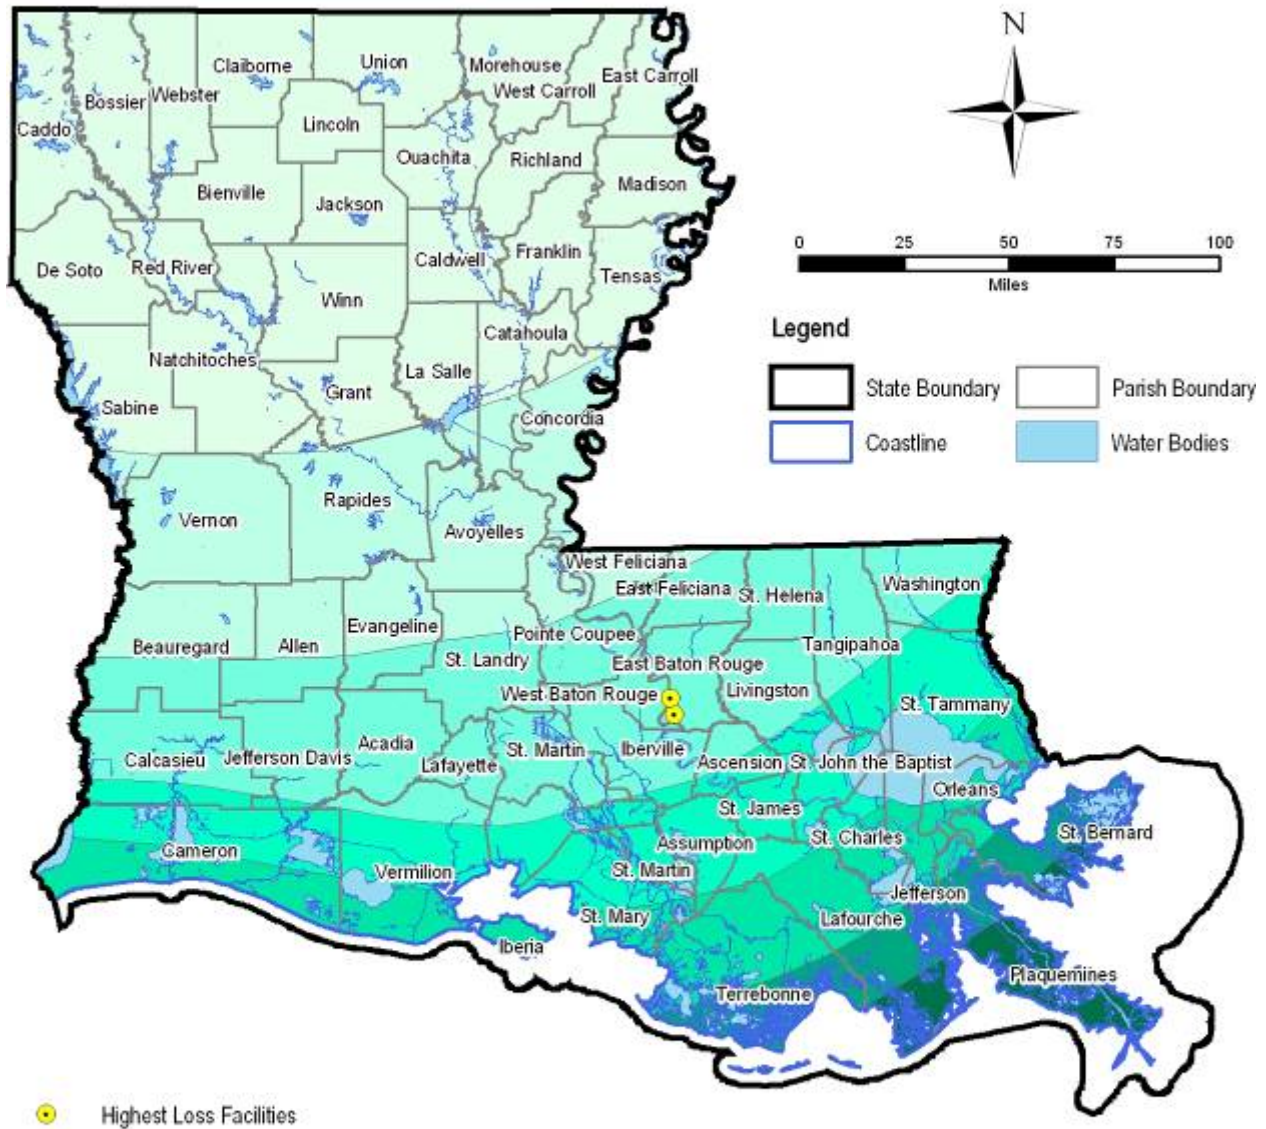 N
0 25 50 75 100
Miles
Legend
State Boundary
Parish Boundary
Coastline
Water Bodies
Claiborne
Union
Morehouse
West Carroll
East Carroll
Bossier
Webster
Caddo
Lincoln
Ouachita
Richland
Madison
Bienville
Jackson
De Soto
Red River
Caldwell
Franklin
Tensas
Winn
Natchitoches
Catahoula
La Salle
Grant
Sabine
Concordia
Rapides
Vernon
Avoyelles
West Feliciana
East Feliciana
St. Helena
Washington
Evangeline
Beauregard
Allen
Pointe Coupee
Tangipahoa
St. Landry
East Baton Rouge
West Baton Rouge
Livingston
St. Tammany
Calcasieu
Jefferson Davis
Acadia
Lafayette
St. Martin
Iberville
Ascension
St. John the Baptist
Orleans
St. James
St. Charles
St. Bernard
Assumption
Cameron
Vermilion
St. Martin
Jefferson
St. Mary
Lafourche
Iberia
Terrebonne
Plaquemines
Highest Loss Facilities